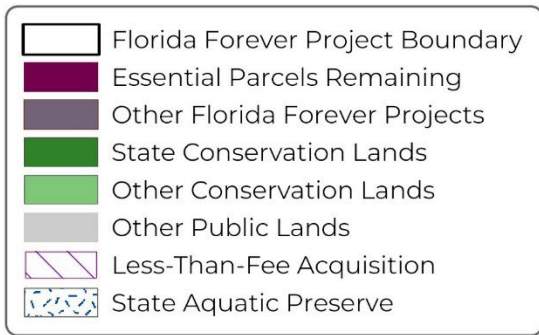 Florida Forever Project Boundary
Essential Parcels Remaining
Other Florida Forever Projects
State Conservation Lands
Other Conservation Lands
Other Public Lands
Less-Than-Fee Acquisition
State Aquatic Preserve